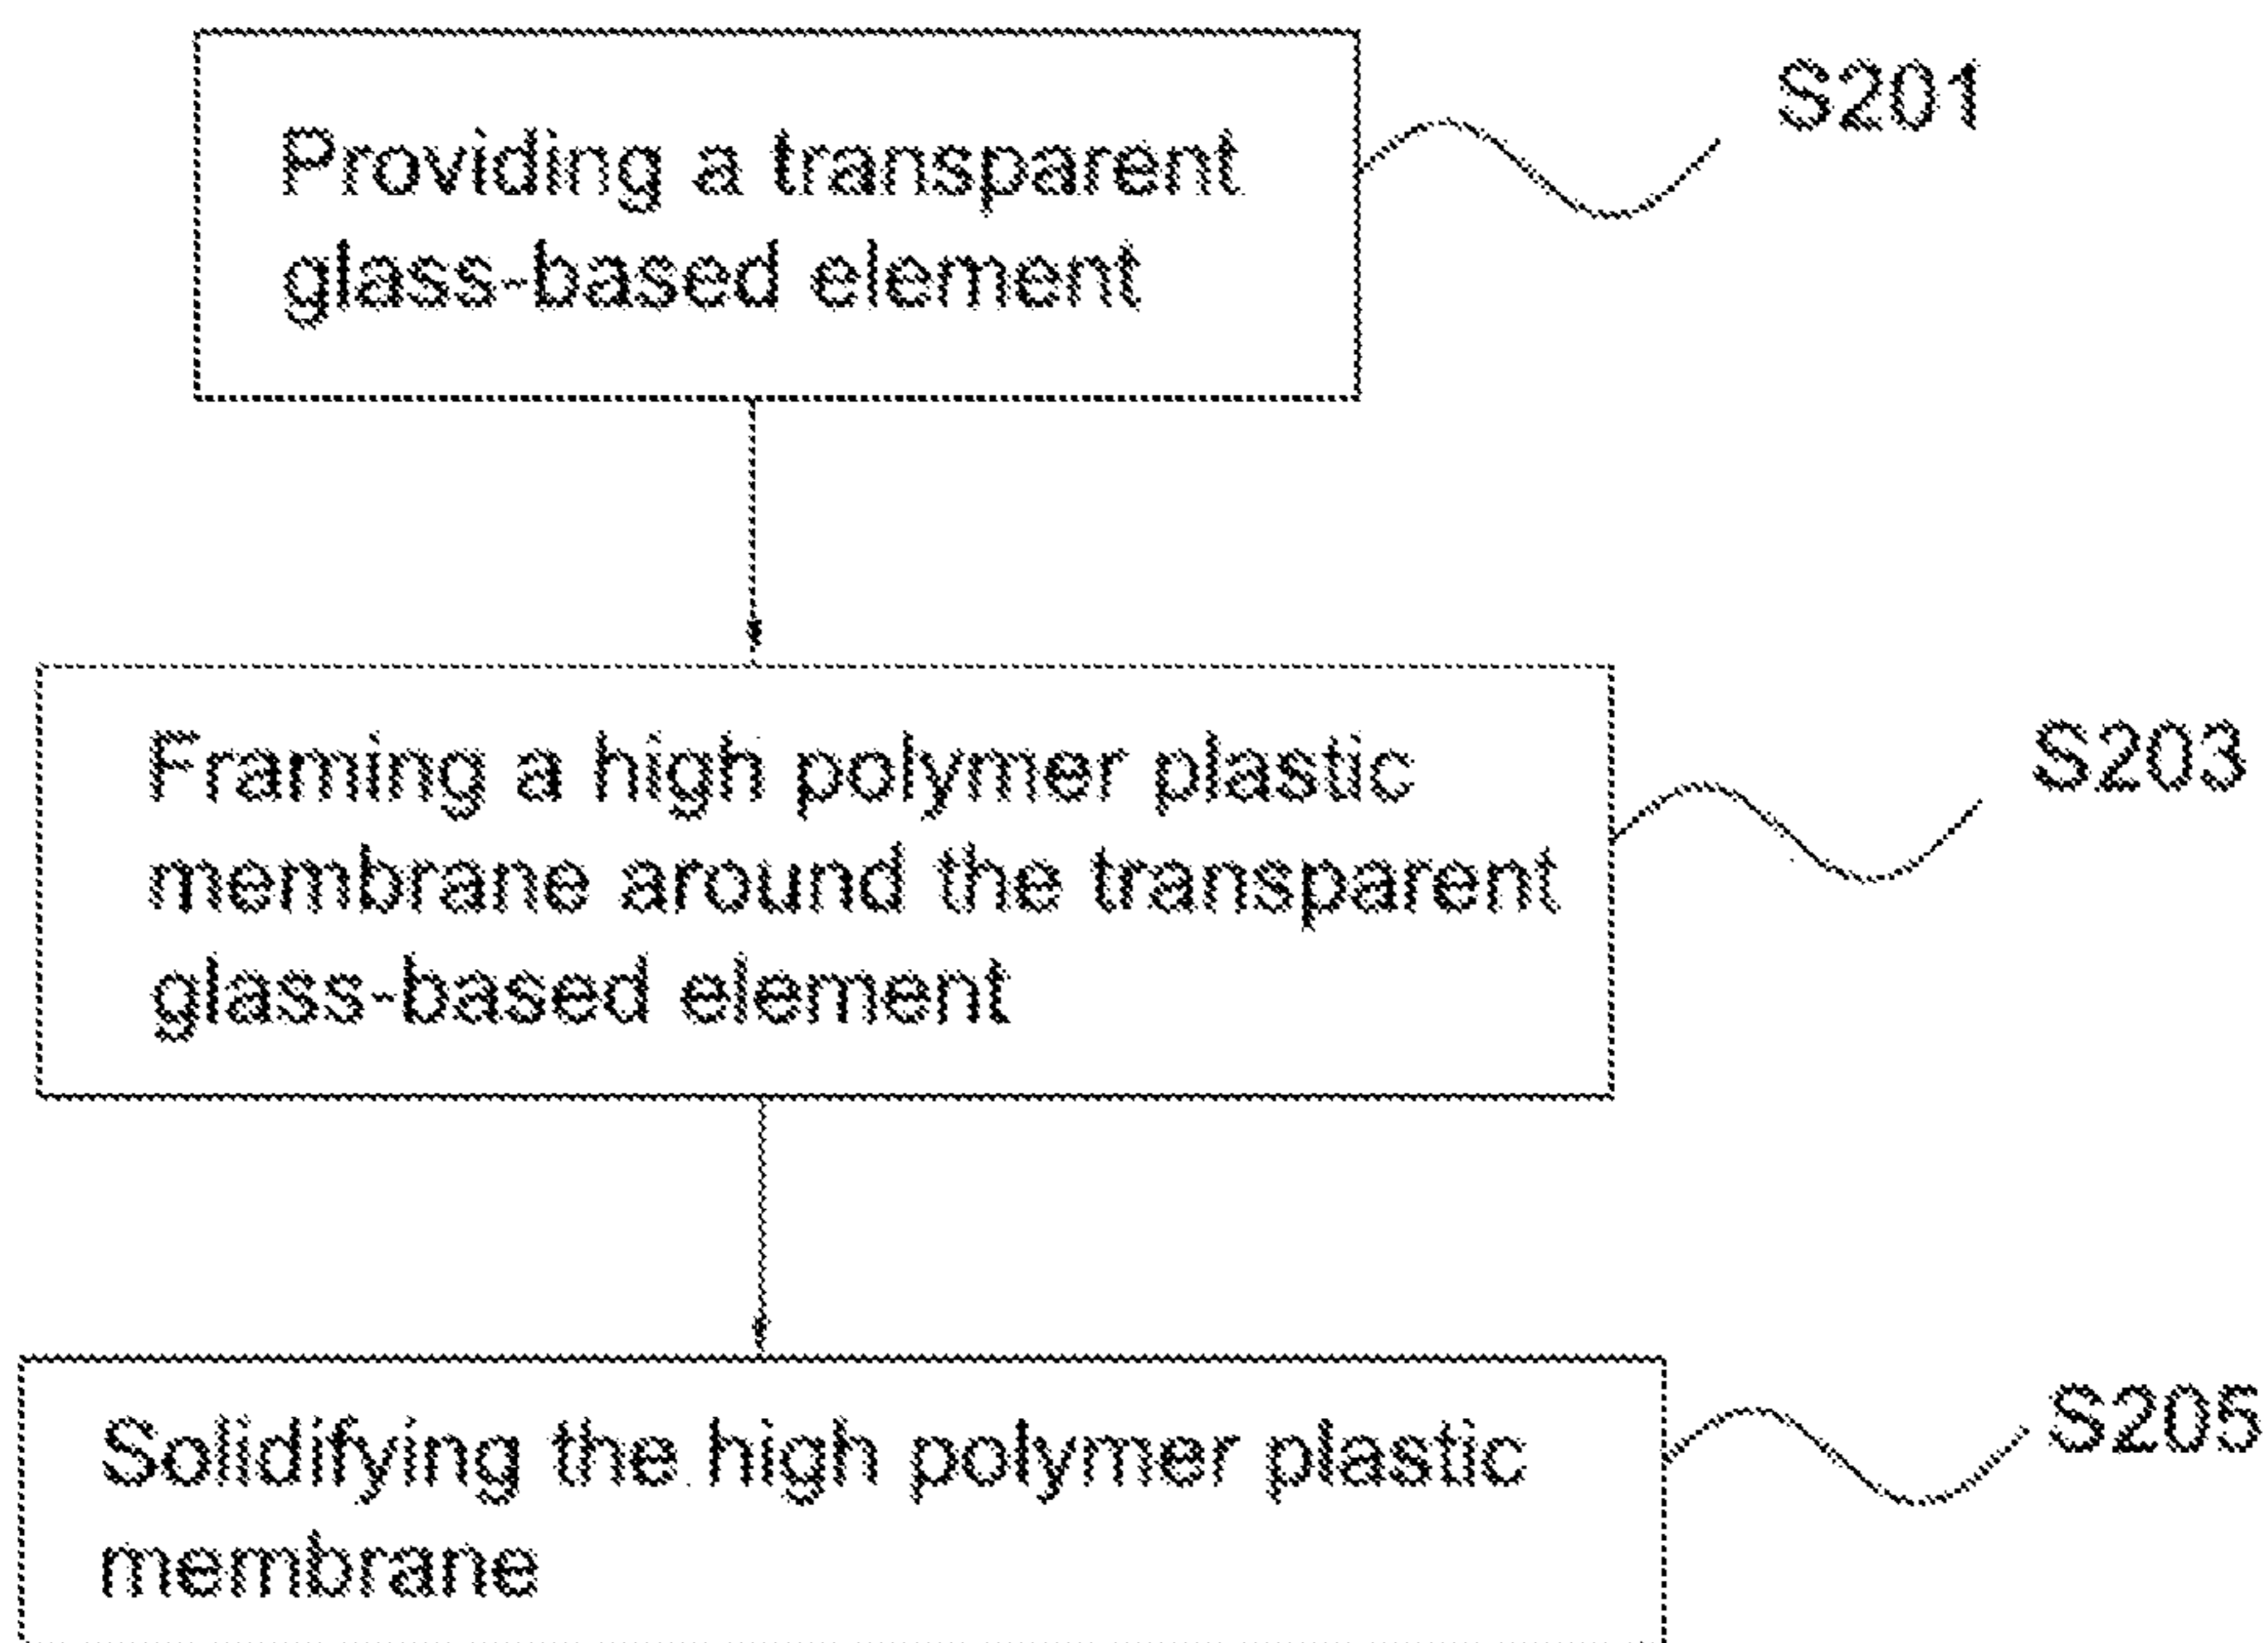 Providing a transparent
glass-based element
S201
Framing a high polymer plastic
membrane around the transparent
glass-based element
S203
Solidifying the high polymer plastic
membrane
S205